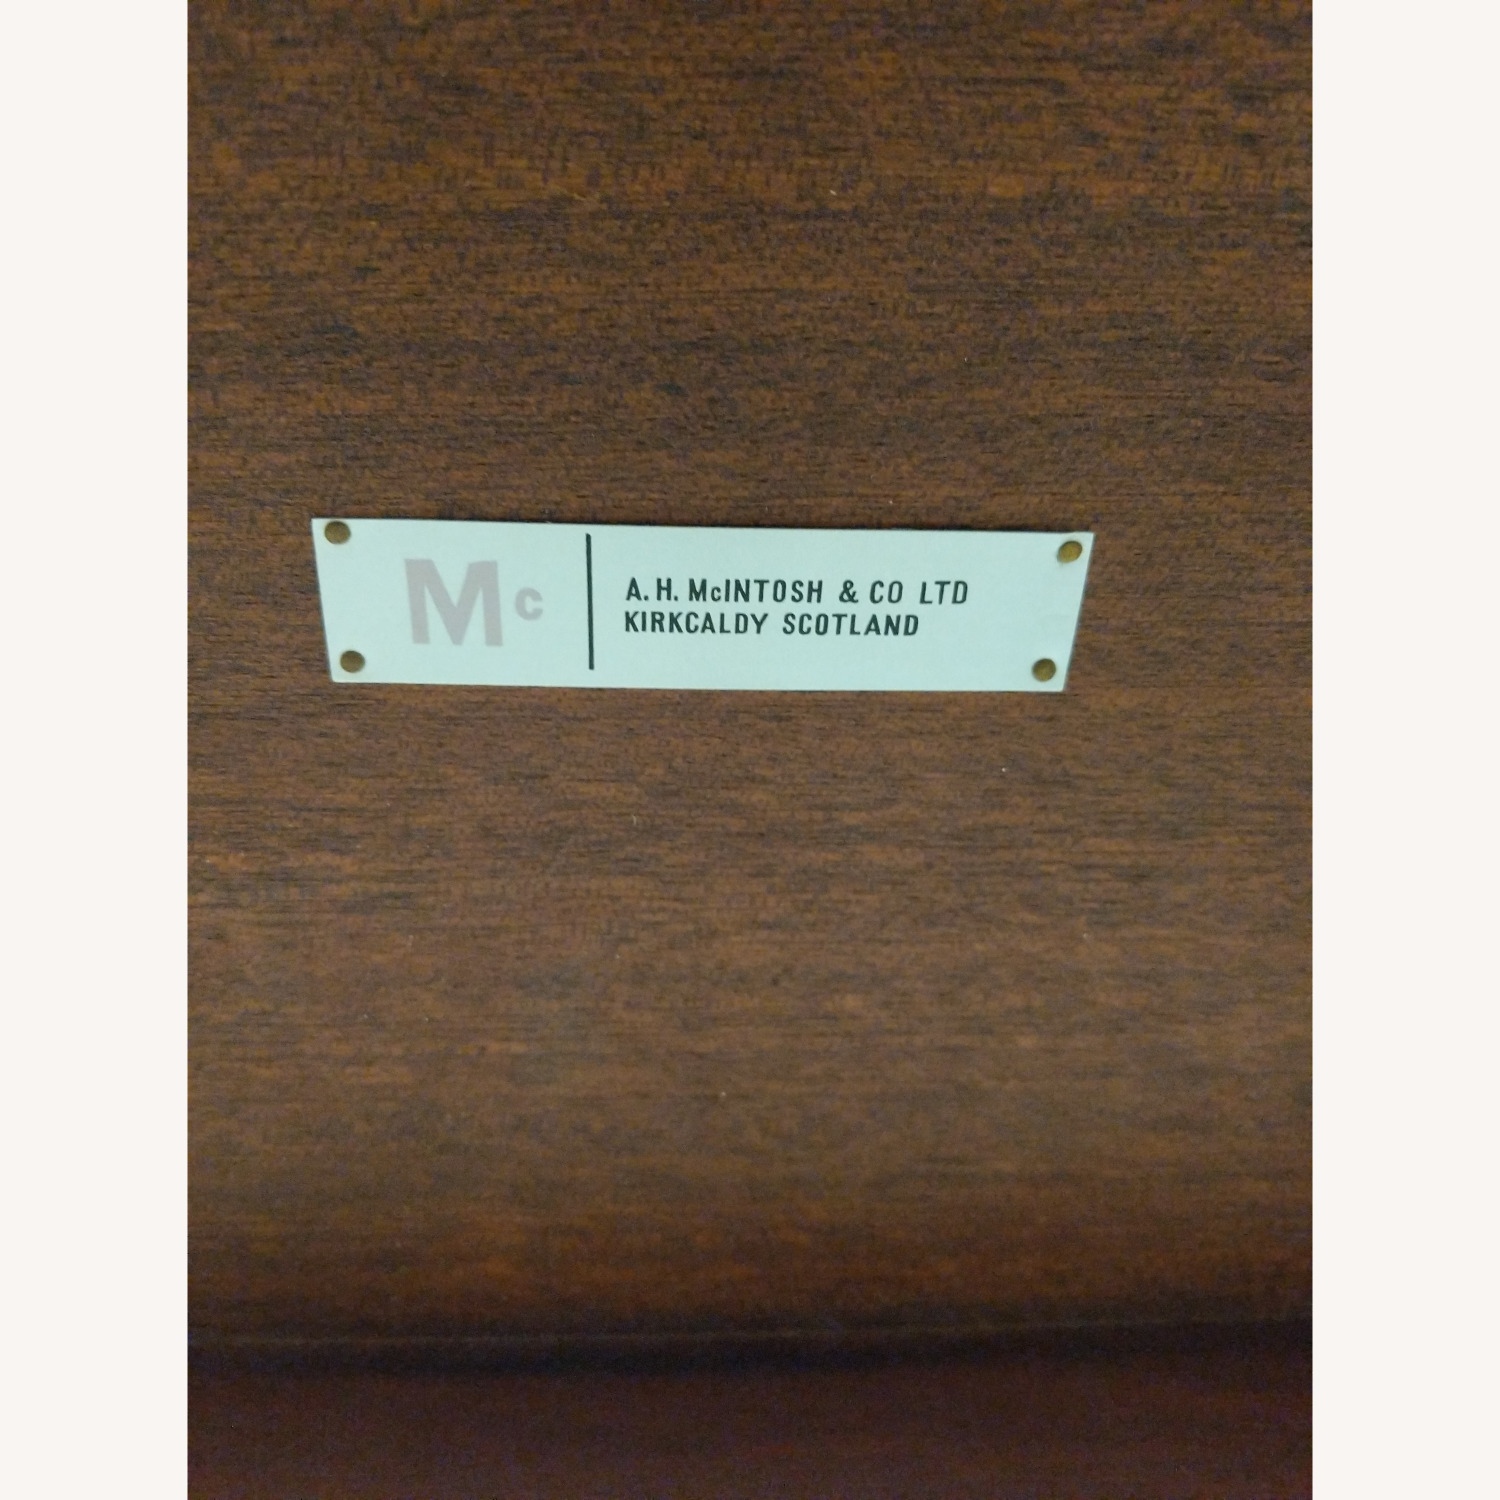 Mc
A. H. McINTOSH & CO LTD
KIRKCALDY SCOTLAND